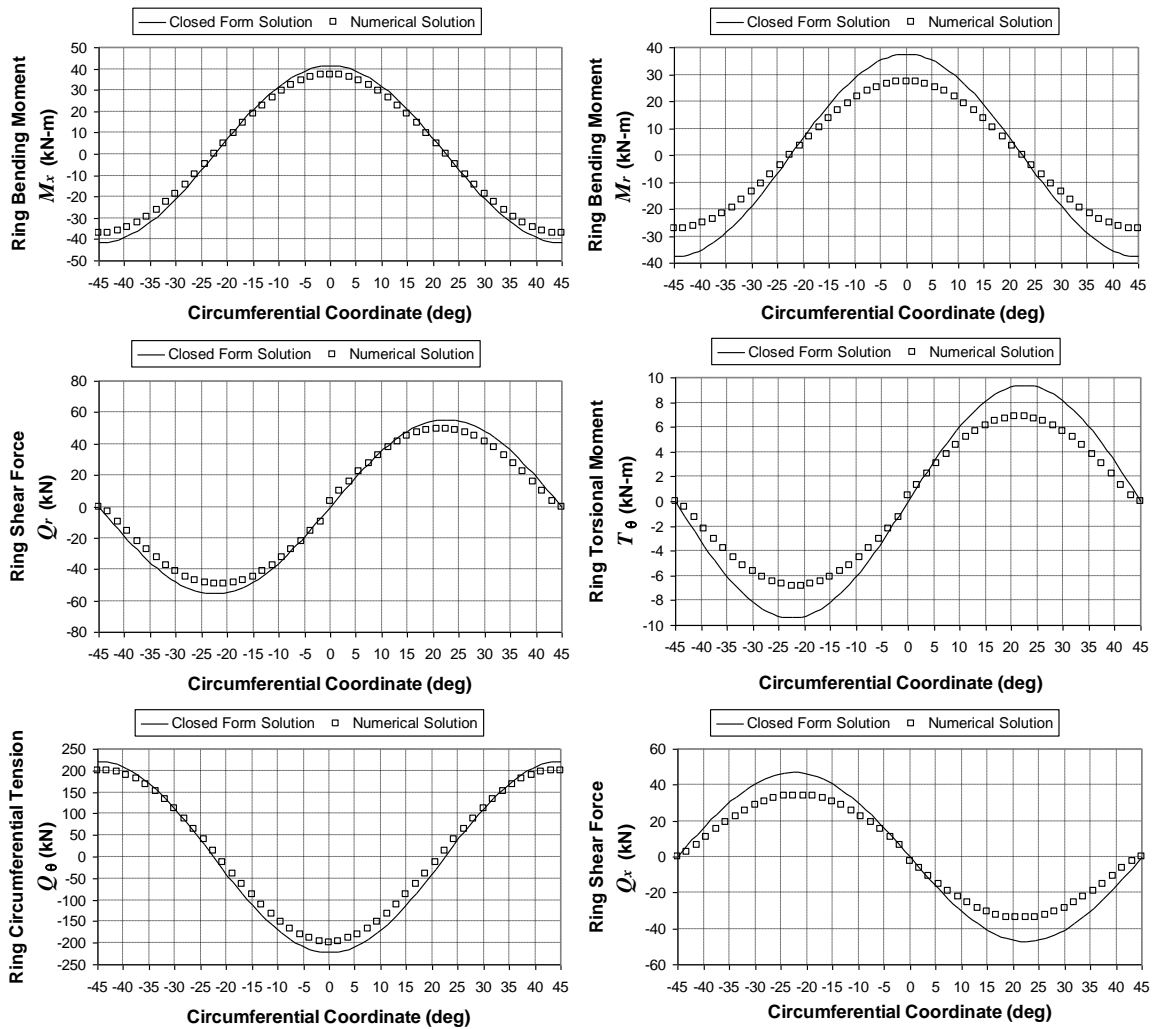 Closed Form Solution Numerical Solution
Ring Bending Moment
Mx (kN-m)
50
40
30
20
10
0
-10
-20
-30
-40
-50
-45 -40 -35 -30 -25 -20 -15 -10 -5 0 5 10 15 20 25 30 35 40 45
Circumferential Coordinate (deg)
Closed Form Solution Numerical Solution
Ring Bending Moment
Mr (kN-m)
40
30
20
10
0
-10
-20
-30
-40
-45 -40 -35 -30 -25 -20 -15 -10 -5 0 5 10 15 20 25 30 35 40 45
Circumferential Coordinate (deg)
Closed Form Solution Numerical Solution
Ring Shear Force
Qr (kN)
80
60
40
20
0
-20
-40
-60
-80
-45 -40 -35 -30 -25 -20 -15 -10 -5 0 5 10 15 20 25 30 35 40 45
Circumferential Coordinate (deg)
Closed Form Solution Numerical Solution
Ring Torsional Moment
Tθ (kN-m)
10
8
6
4
2
0
-2
-4
-6
-8
-10
-45 -40 -35 -30 -25 -20 -15 -10 -5 0 5 10 15 20 25 30 35 40 45
Circumferential Coordinate (deg)
Closed Form Solution Numerical Solution
Ring Circumferential Tension
Qθ (kN)
250
200
150
100
50
0
-50
-100
-150
-200
-250
-45 -40 -35 -30 -25 -20 -15 -10 -5 0 5 10 15 20 25 30 35 40 45
Circumferential Coordinate (deg)
Closed Form Solution Numerical Solution
Ring Shear Force
Qx (kN)
60
40
20
0
-20
-40
-60
-45 -40 -35 -30 -25 -20 -15 -10 -5 0 5 10 15 20 25 30 35 40 45
Circumferential Coordinate (deg)